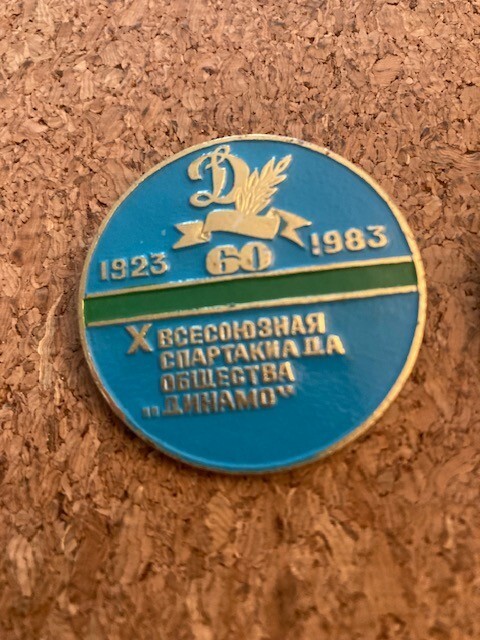 Д
1923 60 1983
X ВСЕСОЮЗНАЯ
СПАРТАКИАДА
ОБЩЕСТВА
„ДИНАМО"